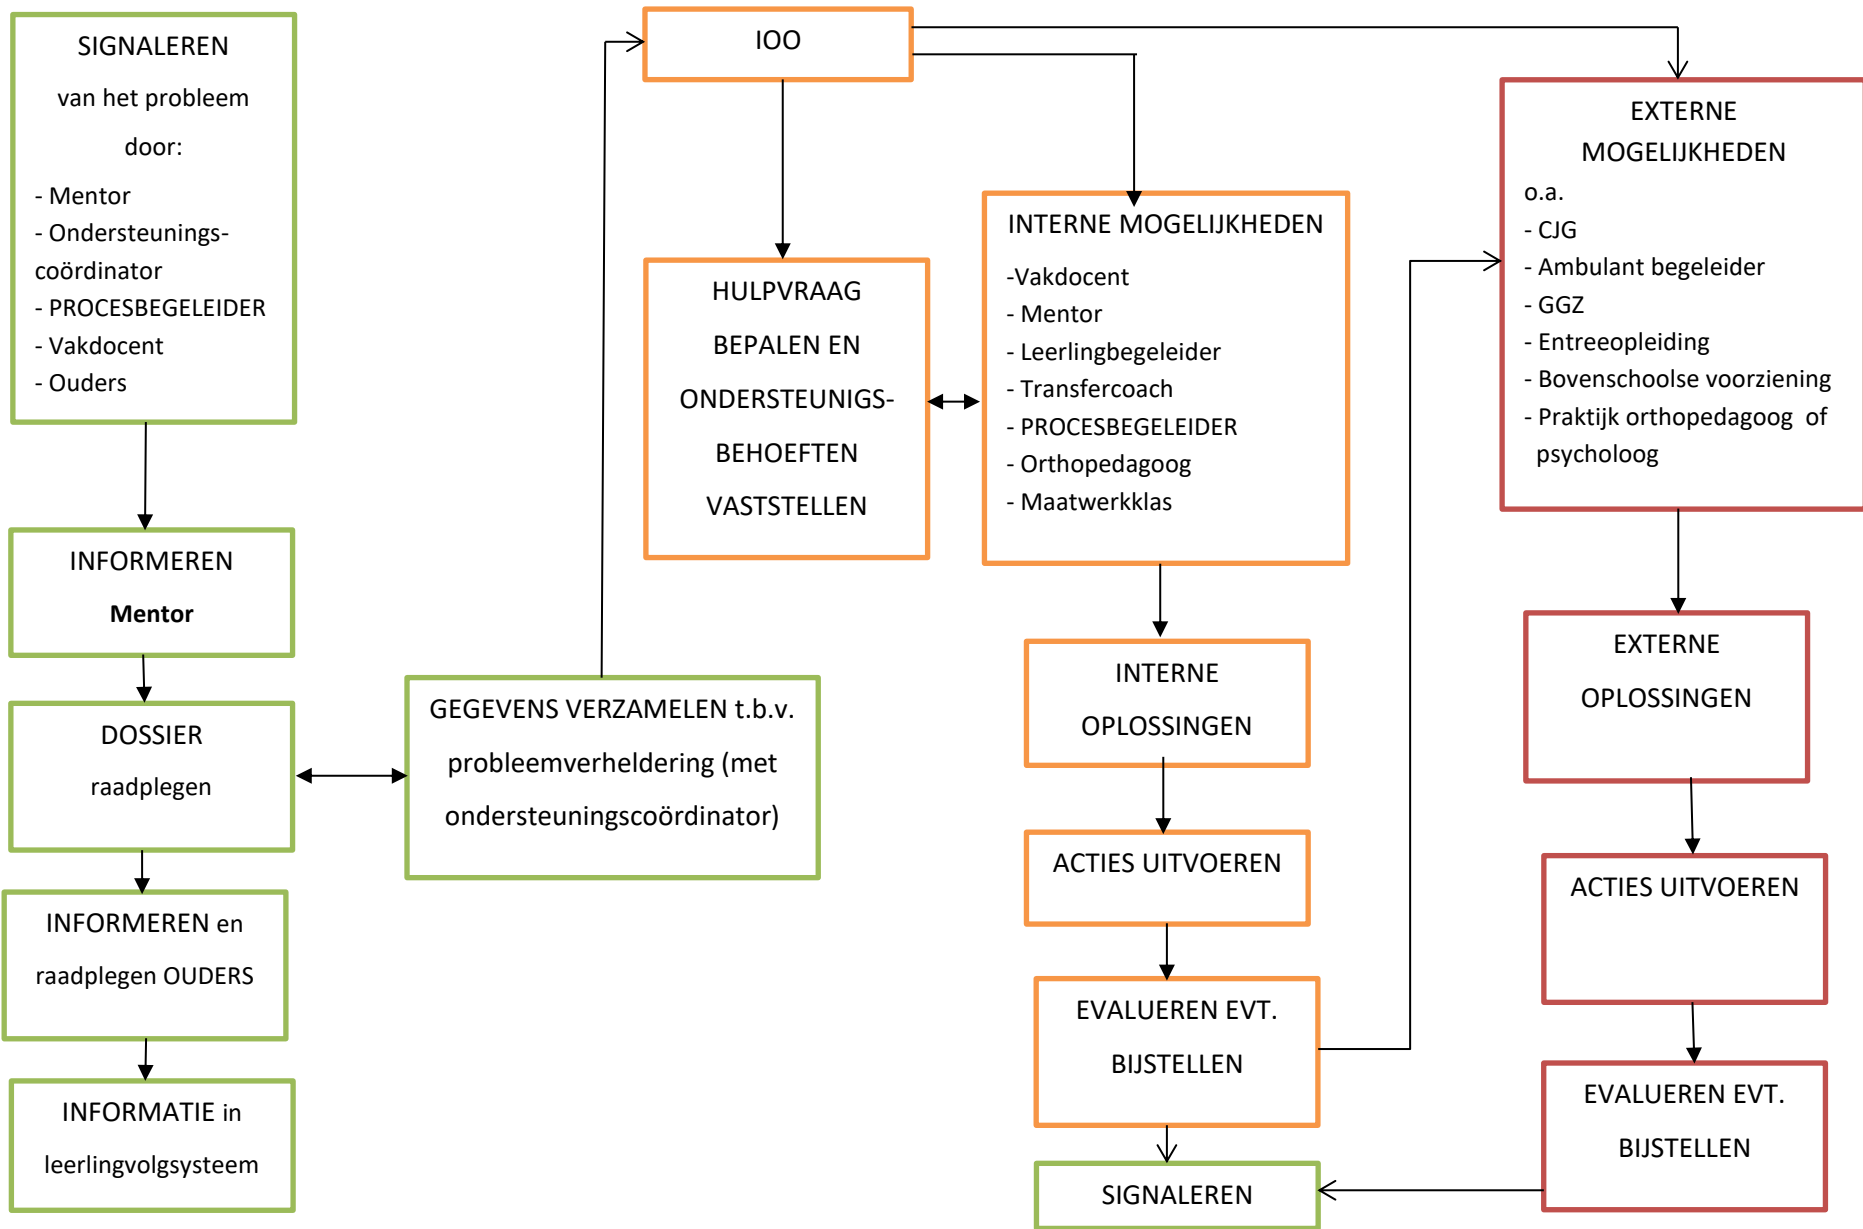 SIGNALEREN
van het probleem
door:
- Mentor
- Ondersteunings-
coördinator
- PROCESBEGELEIDER
- Vakdocent
- Ouders
INFORMEREN
Mentor
DOSSIER
raadplegen
INFORMEREN en
raadplegen OUDERS
INFORMATIE in
leerlingvolgsysteem
GEGEVENS VERZAMELEN t.b.v.
probleemverheldering (met
ondersteuningscoördinator)
IOO
HULPVRAAG
BEPALEN EN
ONDERSTEUNIGS-
BEHOEFTEN
VASTSTELLEN
INTERNE MOGELIJKHEDEN
-Vakdocent
- Mentor
- Leerlingbegeleider
- Transfercoach
- PROCESBEGELEIDER
- Orthopedagoog
- Maatwerkklas
INTERNE
OPLOSSINGEN
ACTIES UITVOEREN
EVALUEREN EVT.
BIJSTELLEN
SIGNALEREN
EXTERNE
MOGELIJKHEDEN
o.a.
- CJG
- Ambulant begeleider
- GGZ
- Entreeopleiding
- Bovenschoolse voorziening
- Praktijk orthopedagoog of
psycholoog
EXTERNE
OPLOSSINGEN
ACTIES UITVOEREN
EVALUEREN EVT.
BIJSTELLEN